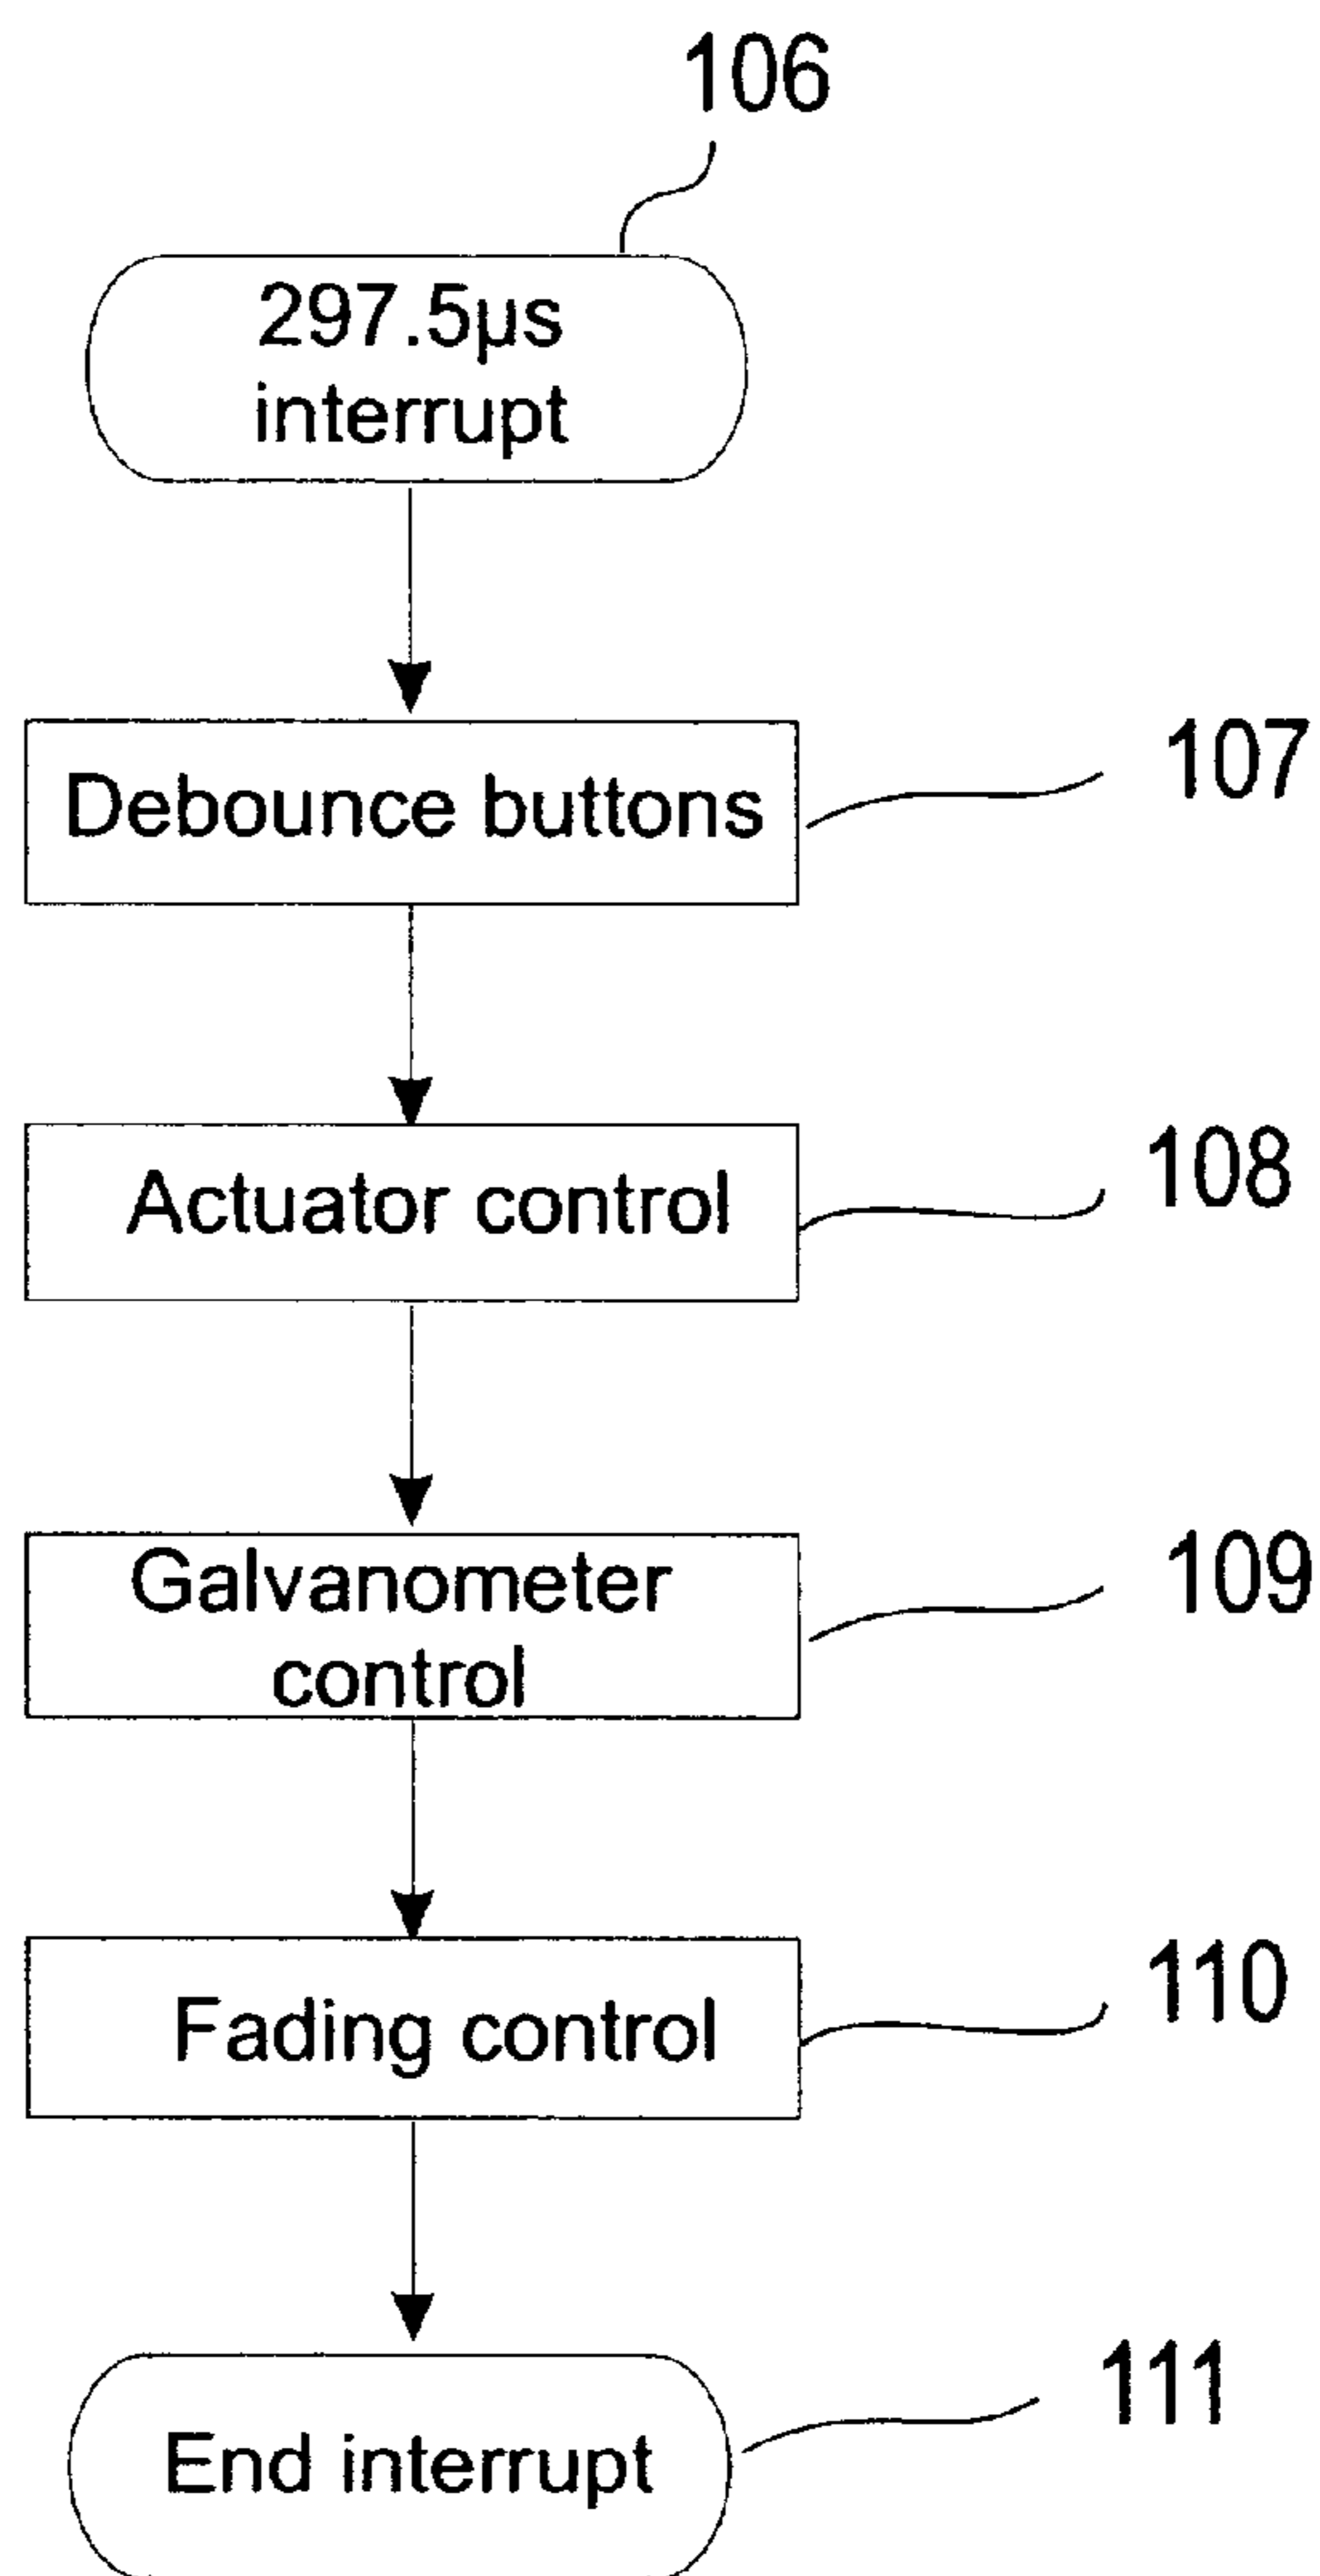 106
297.5µs
interrupt
Debounce buttons
107
Actuator control
108
Galvanometer
control
109
Fading control
110
End interrupt
111